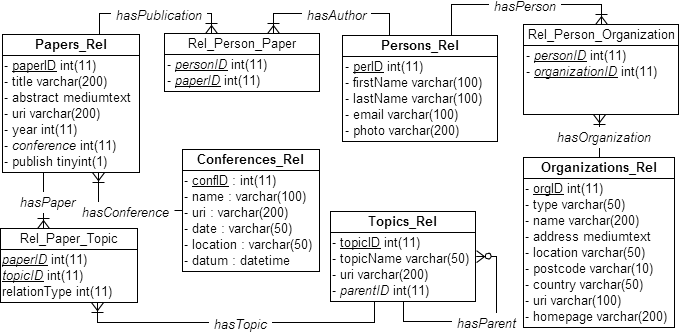 hasPublication
hasAuthor
hasPerson
Papers_Rel
- paperID int(11)
- title varchar(200)
- abstract mediumtext
- uri varchar(200)
- year int(11)
- conference int(11)
- publish tinyint(1)
Rel_Person_Paper
- personID int(11)
- paperID int(11)
Persons_Rel
- perID int(11)
- firstName varchar(100)
- lastName varchar(100)
- email varchar(100)
- photo varchar(200)
Rel_Person_Organization
- personID int(11)
- organizationID int(11)
hasOrganization
Conferences_Rel
- confID : int(11)
- name : varchar(100)
- uri : varchar(200)
- date : varchar(50)
- location : varchar(50)
- datum : datetime
hasPaper
hasConference
Organizations_Rel
- orgID int(11)
- type varchar(50)
- name varchar(200)
- address mediumtext
- location varchar(50)
- postcode varchar(10)
- country varchar(50)
- uri varchar(100)
- homepage varchar(200)
Rel_Paper_Topic
- paperID int(11)
- topicID int(11)
relationType int(11)
Topics_Rel
- topicID int(11)
- topicName varchar(50)
- uri varchar(200)
- parentID int(11)
hasTopic
hasParent